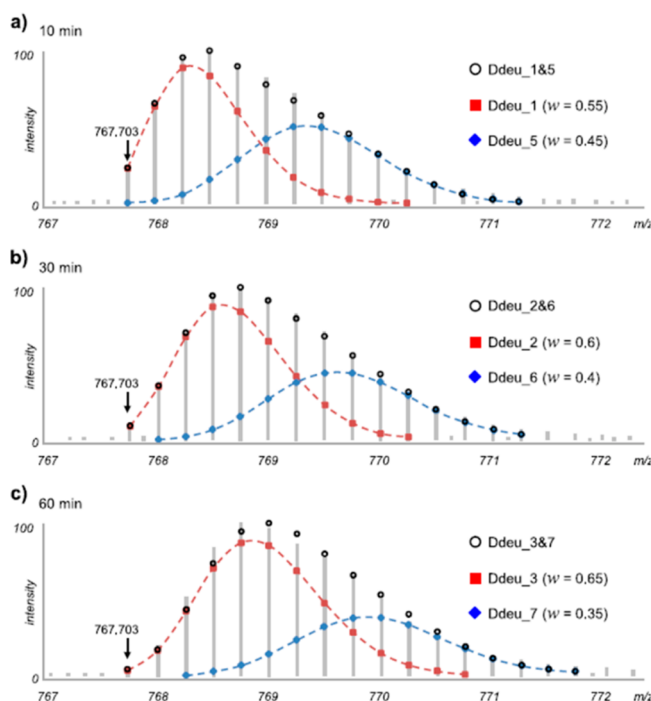 a)
10 min
100
intensity
0
767,703
Ddeu_1&5
Ddeu_1 (w = 0.55)
Ddeu_5 (w = 0.45)
767 768 769 770 771 772 m/z
b)
30 min
100
intensity
0
767,703
Ddeu_2&6
Ddeu_2 (w = 0.6)
Ddeu_6 (w = 0.4)
767 768 769 770 771 772 m/z
c)
60 min
100
intensity
0
767,703
Ddeu_3&7
Ddeu_3 (w = 0.65)
Ddeu_7 (w = 0.35)
767 768 769 770 771 772 m/z